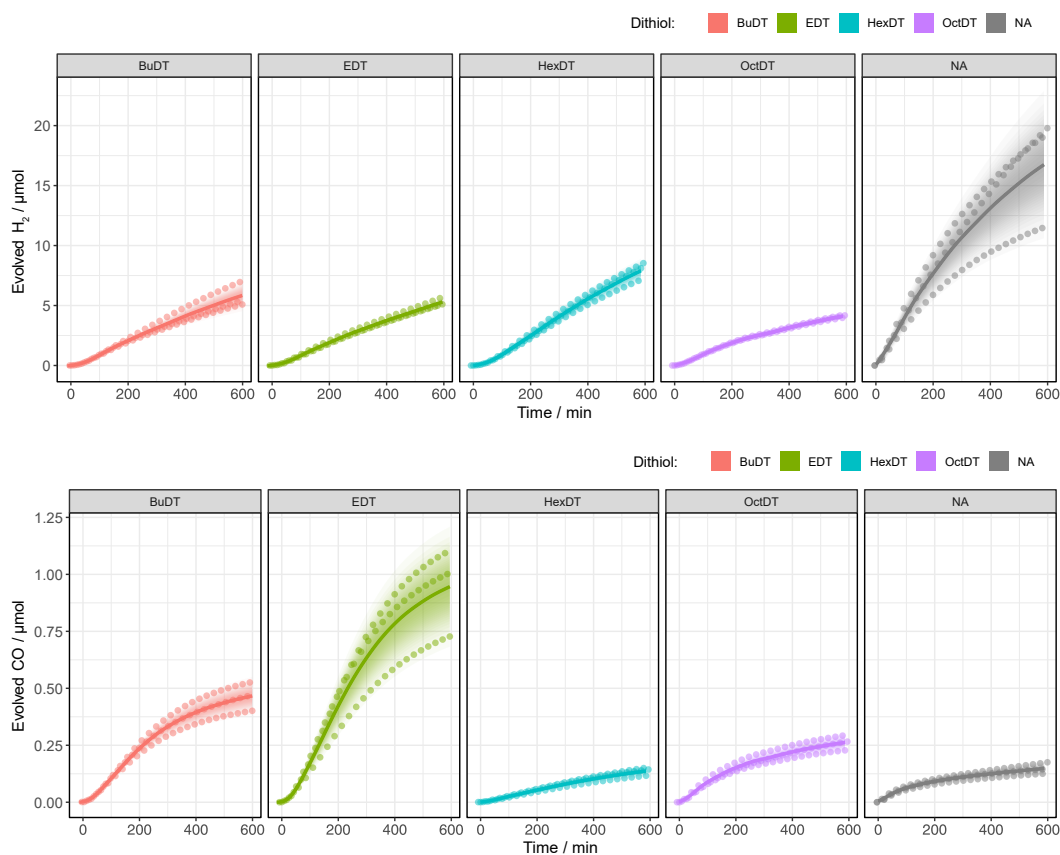 Dithiol: BuDT EDT HexDT OctDT NA
BuDT EDT HexDT OctDT NA
20
15
10
5
0
Evolved H₂ / μmol
0 200 400 600 0 200 400 600 0 200 400 600 0 200 400 600 0 200 400 600
Time / min
Dithiol: BuDT EDT HexDT OctDT NA
BuDT EDT HexDT OctDT NA
1.25
1.00
0.75
0.50
0.25
0.00
Evolved CO / μmol
0 200 400 600 0 200 400 600 0 200 400 600 0 200 400 600 0 200 400 600
Time / min